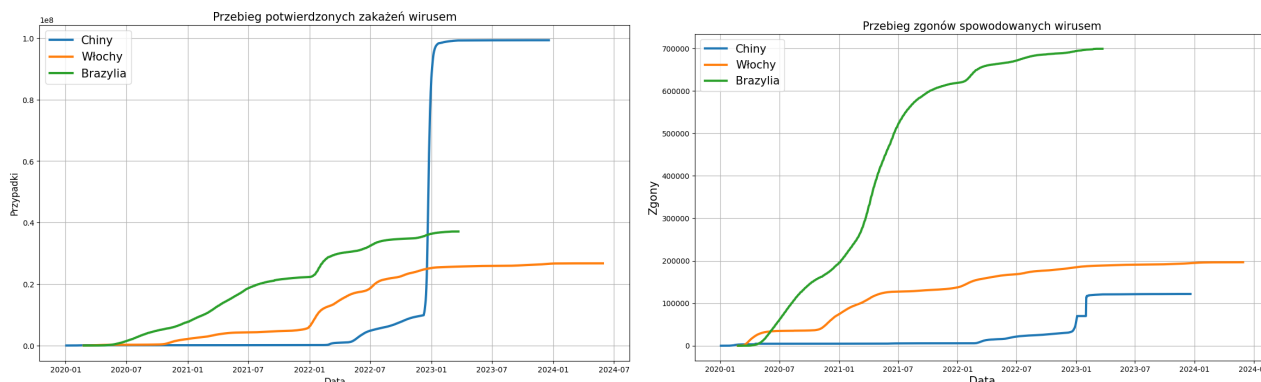 Przebieg potwierdzonych zakażeń wirusem
1e8
Chiny
Włochy
Brazylia
1.0
0.8
0.6
0.4
0.2
0.0
Przypadki
2020-01 2020-07 2021-01 2021-07 2022-01 2022-07 2023-01 2023-07 2024-01 2024-07
Data
Przebieg zgonów spowodowanych wirusem
Chiny
Włochy
Brazylia
700000
600000
500000
400000
300000
200000
100000
0
Zgony
2020-01 2020-07 2021-01 2021-07 2022-01 2022-07 2023-01 2023-07 2024-01
Data